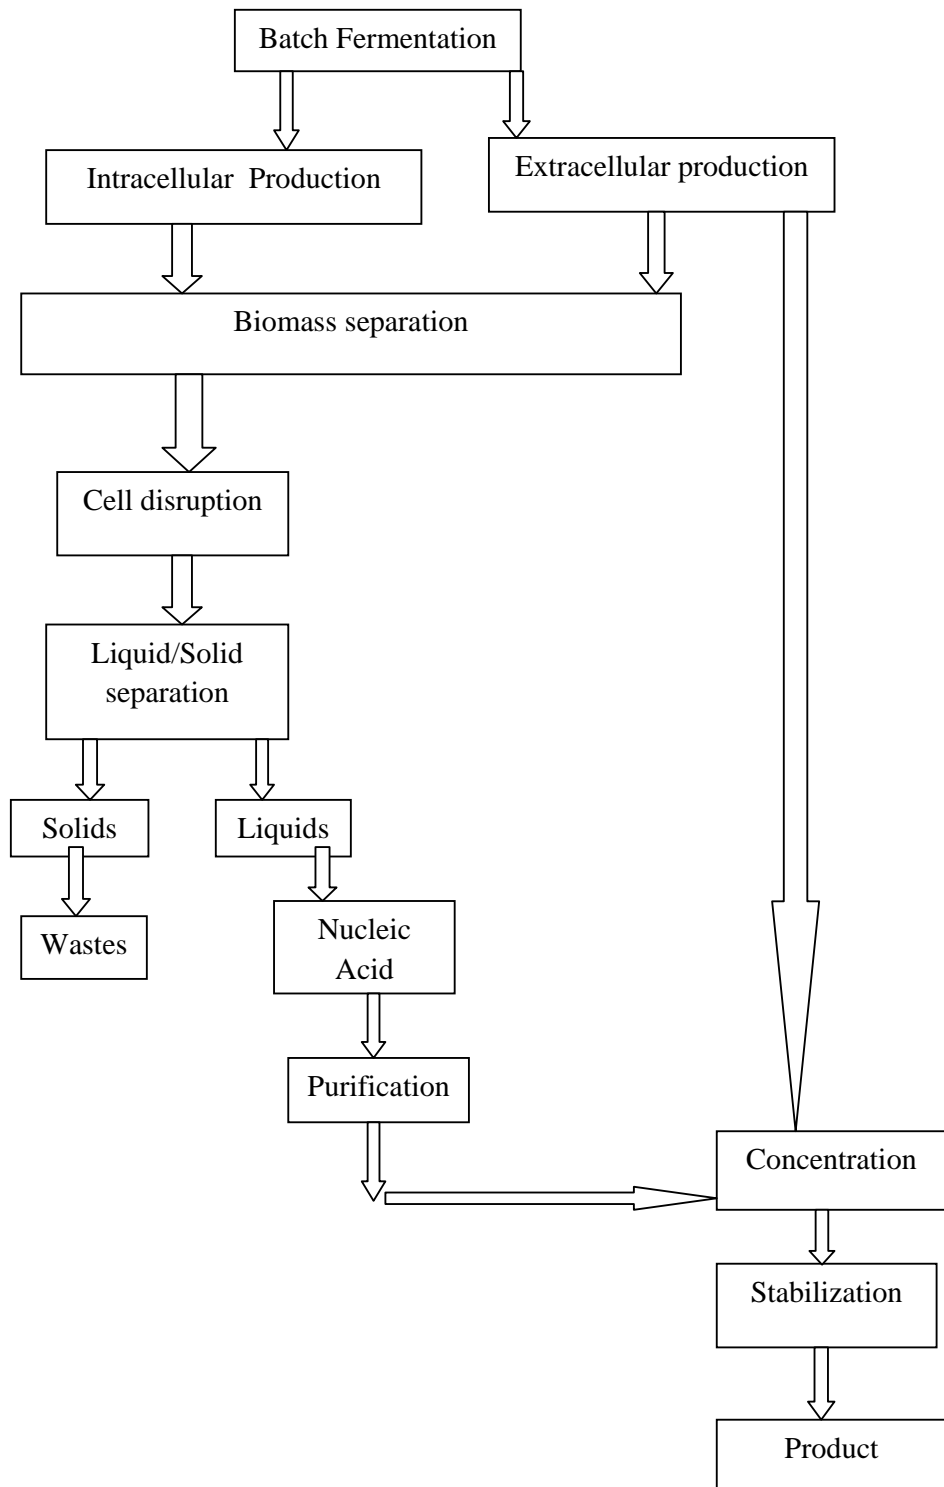 Batch Fermentation
Intracellular Production
Extracellular production
Biomass separation
Cell disruption
Liquid/Solid
separation
Solids
Liquids
Wastes
Nucleic
Acid
Purification
Concentration
Stabilization
Product